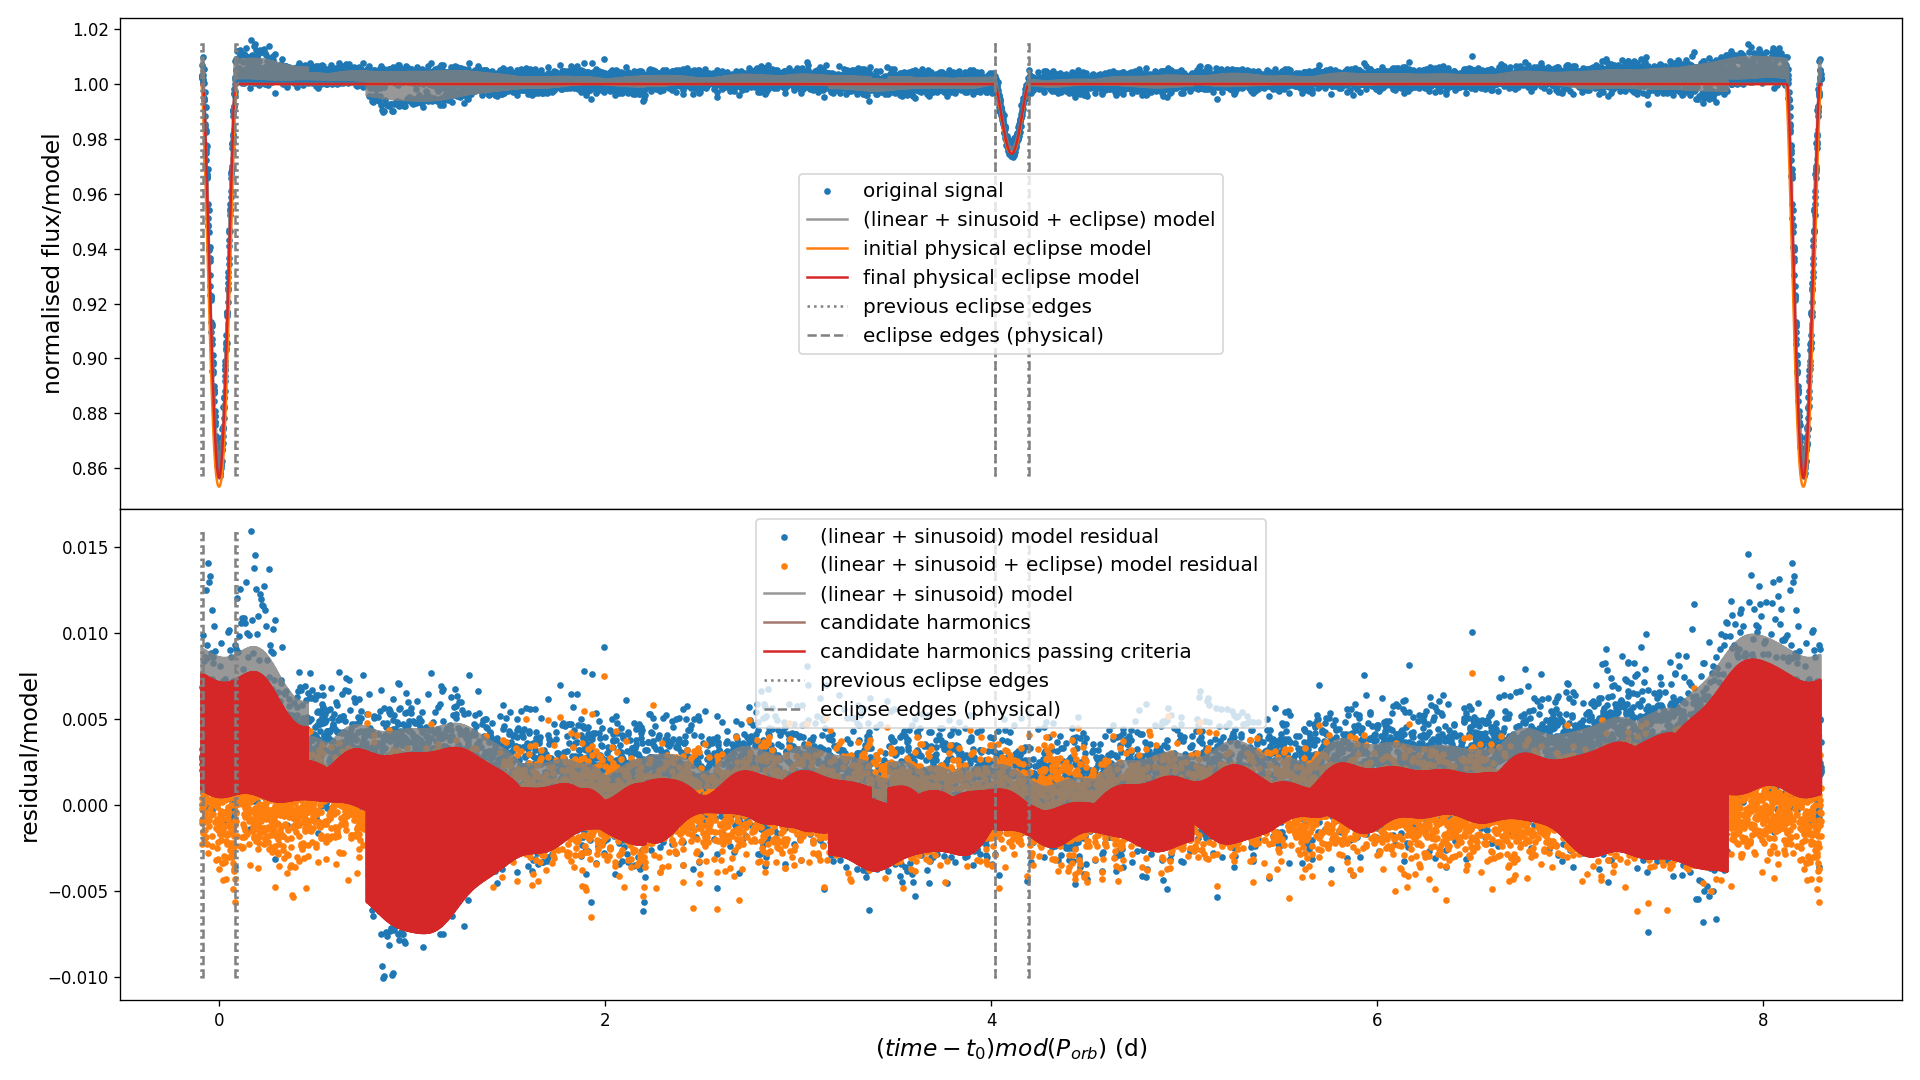 1.02
1.00
0.98
0.96
0.94
0.92
0.90
0.88
0.86
normalised flux/model
original signal
(linear + sinusoid + eclipse) model
initial physical eclipse model
final physical eclipse model
previous eclipse edges
eclipse edges (physical)
0.015
0.010
0.005
0.000
−0.005
−0.010
residual/model
(linear + sinusoid) model residual
(linear + sinusoid + eclipse) model residual
(linear + sinusoid) model
candidate harmonics
candidate harmonics passing criteria
previous eclipse edges
eclipse edges (physical)
0 2 4 6 8
(time − t₀)mod(Pₒᵣb) (d)